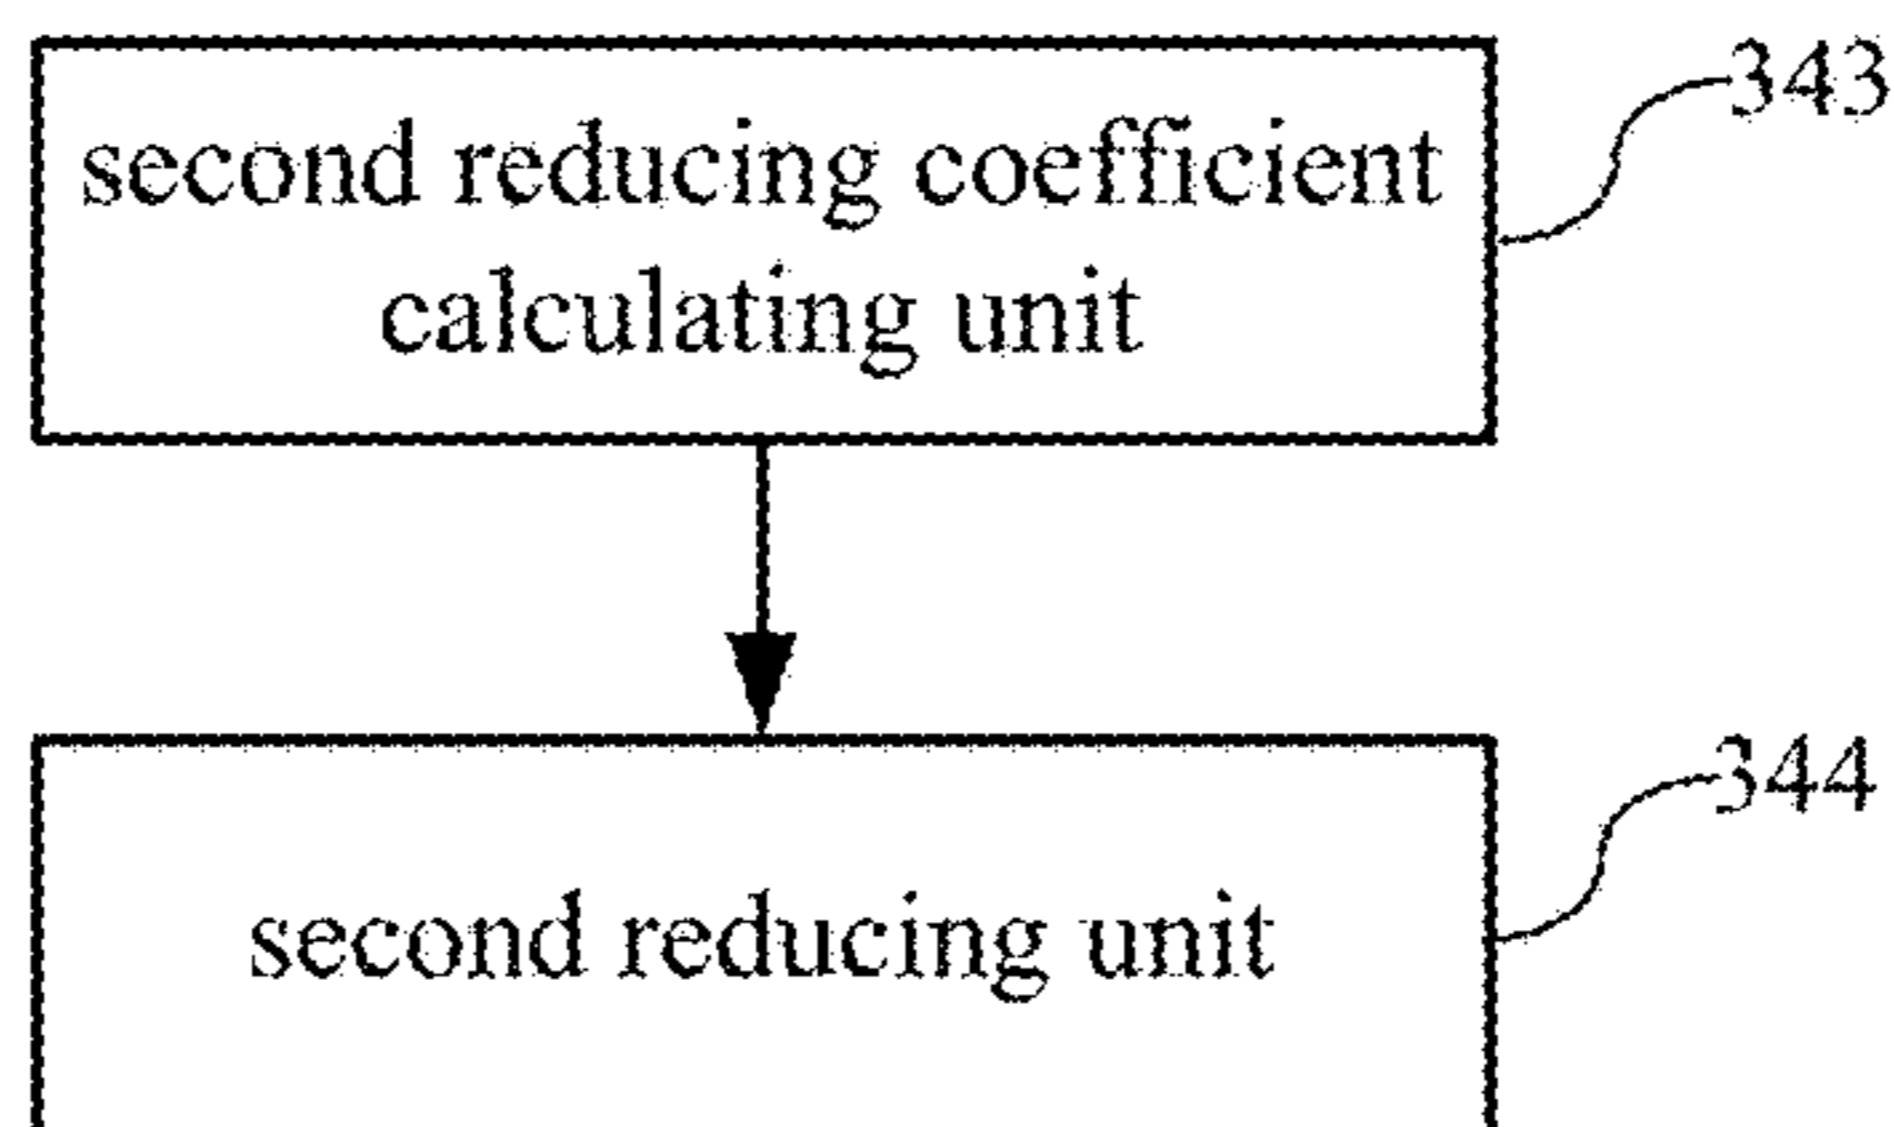 343
second reducing coefficient
calculating unit
344
second reducing unit